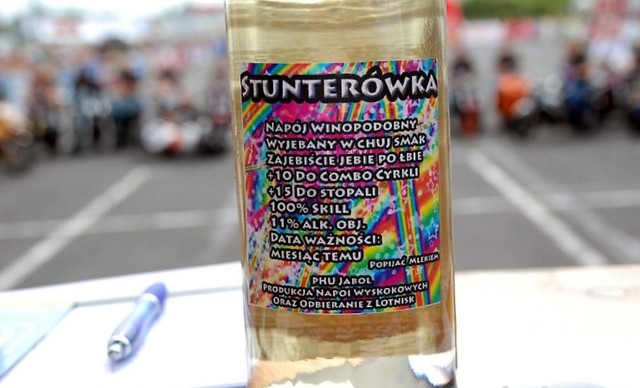 STUNTERÓWKA
NAPÓJ WINOPODOBNY
WYJEBANY W CHUJ SMAK
ZAJEBIŚCIE JEBIE PO ŁBIE
+10 DO COMBO CYRKLI
+15 DO STOPALI
100% SKILL
11% ALK. OBJ.
DATA WAŻNOŚCI:
MIESIĄC TEMU
POPIJAĆ MLEKIEM
PHU JABOL
PRODUKCJA NAPOI WYSKOKOWYCH
ORAZ ODBIERANIE Z LOTNISK